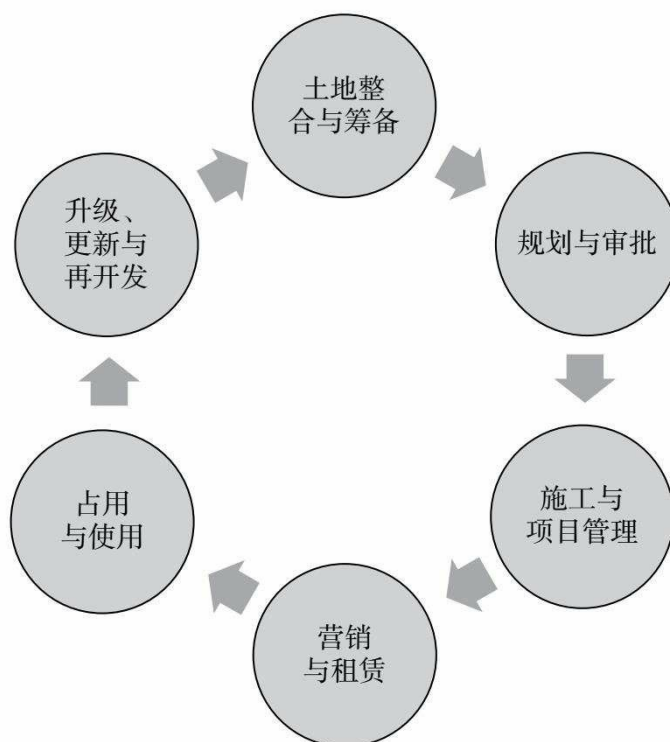 土地整
合与筹备
规划与审批
施工与
项目管理
营销
与租赁
占用
与使用
升级、
更新与
再开发